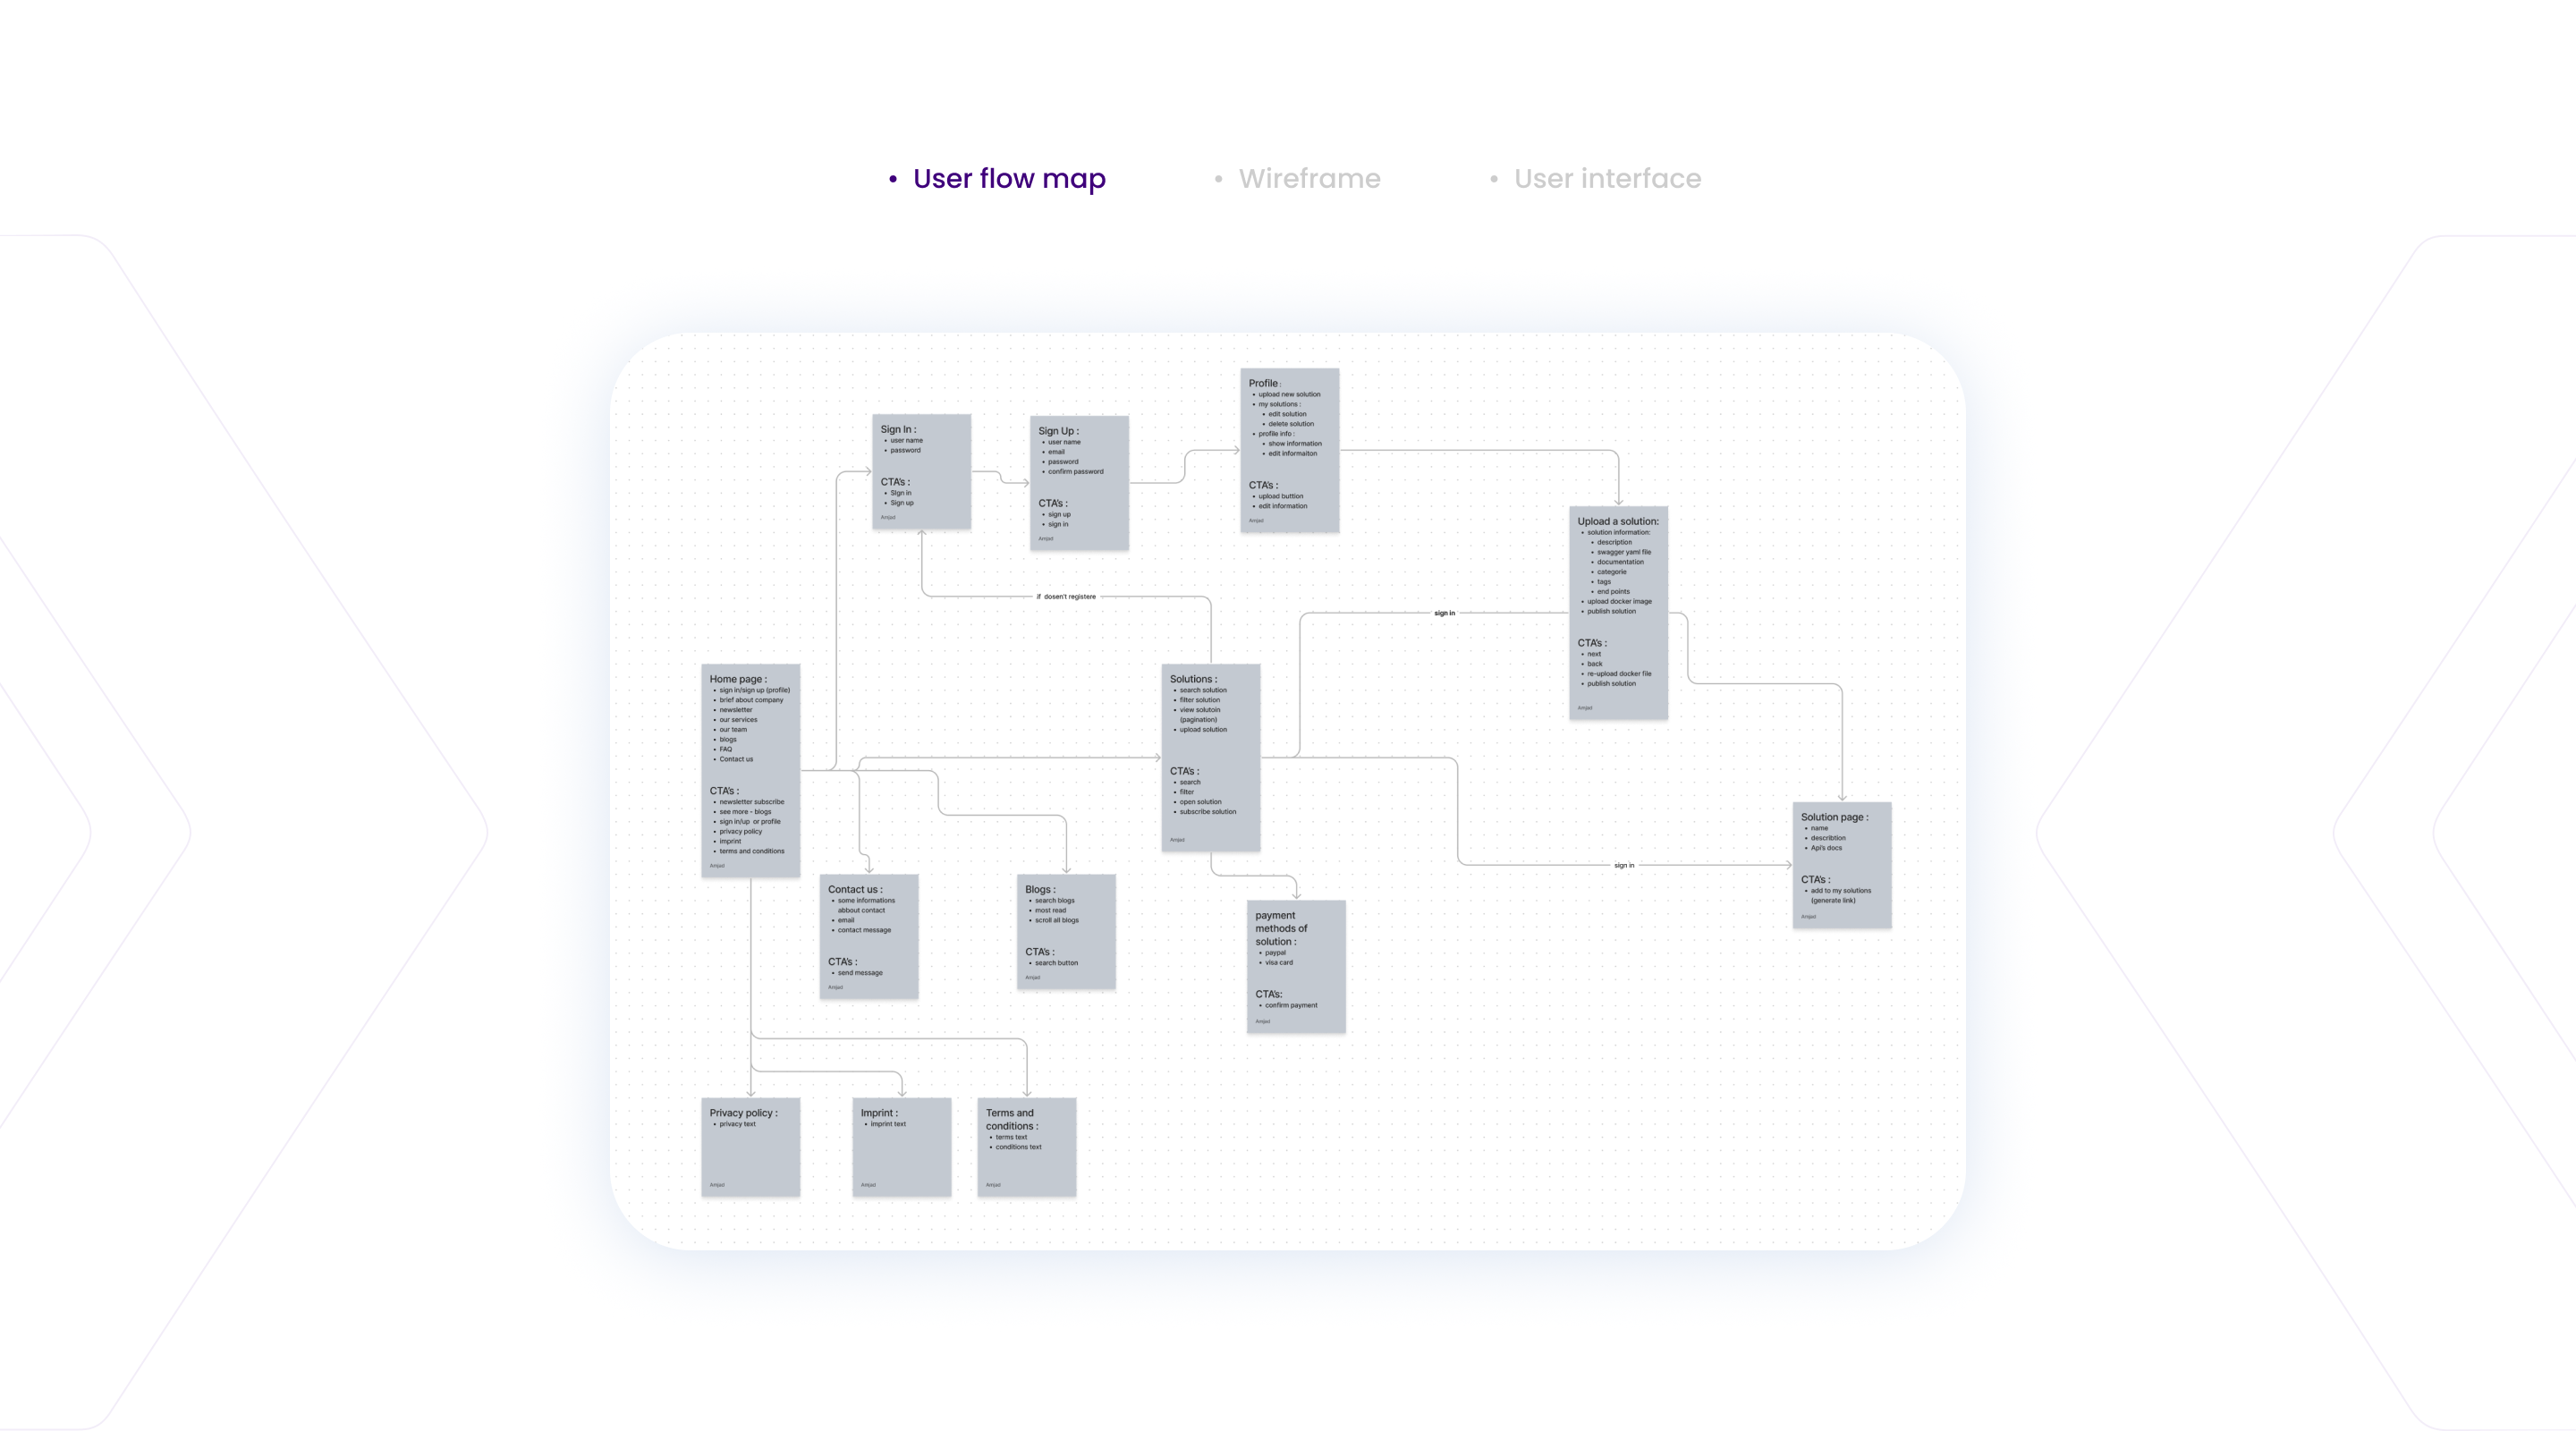 • User flow map
• Wireframe
• User interface
Sign In :
• user name
• password
CTA's :
• Sign in
• Sign up
Amjad
Sign Up :
• user name
• email
• password
• confirm password
CTA's :
• sign up
• sign in
Amjad
Profile :
• upload new solution
• my solutions :
• edit solution
• delete solution
• profile info :
• show information
• edit informaiton
CTA's :
• upload buttion
• edit information
Amjad
Upload a solution:
• solution information:
• description
• swagger yaml file
• documentation
• categorie
• tags
• end points
• upload docker image
• publish solution
CTA's :
• next
• back
• re-upload docker file
• publish solution
Amjad
if dosen't registere
sign in
Home page :
• sign in/sign up (profile)
• brief about company
• newsletter
• our services
• our team
• blogs
• FAQ
• Contact us
CTA's :
• newsletter subscribe
• see more - blogs
• sign in/up or profile
• privacy policy
• imprint
• terms and conditions
Amjad
Solutions :
• search solution
• filter solution
• view solutoin
(pagination)
• upload solution
CTA's :
• search
• filter
• open solution
• subscribe solution
Amjad
sign in
Solution page :
• name
• describtion
• Api's docs
CTA's :
• add to my solutions
(generate link)
Amjad
Contact us :
• some informations
abbout contact
• email
• contact message
CTA's :
• send message
Amjad
Blogs :
• search blogs
• most read
• scroll all blogs
CTA's :
• search button
Amjad
payment
methods of
solution :
• paypal
• visa card
CTA's:
• confirm payment
Amjad
Privacy policy :
• privacy text
Amjad
Imprint :
• imprint text
Amjad
Terms and
conditions :
• terms text
• conditions text
Amjad